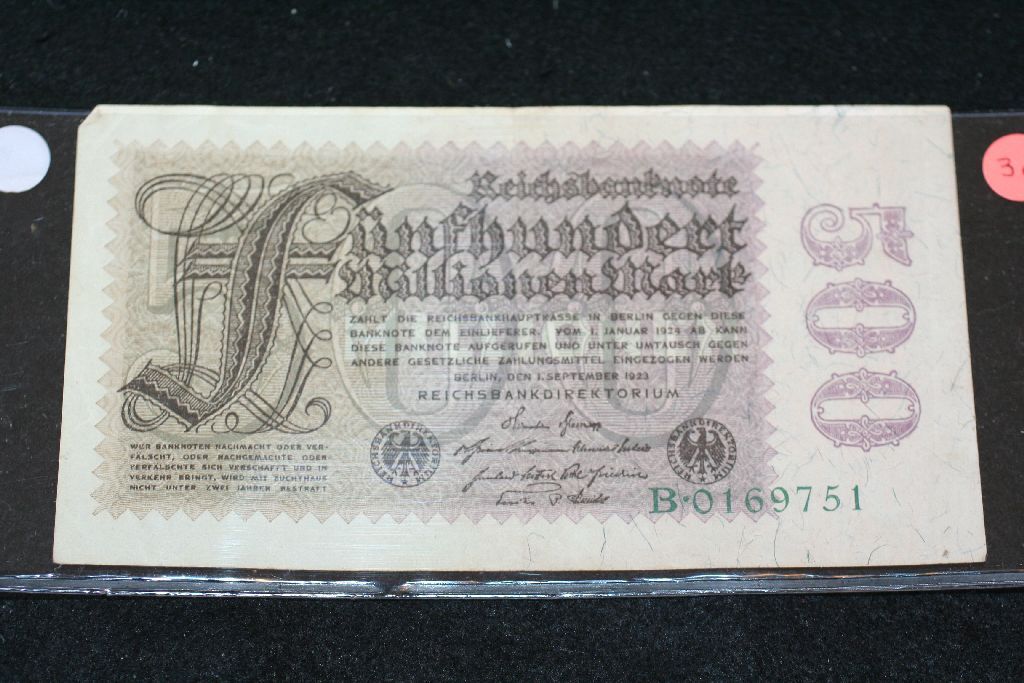 Reichsbanknote
Fünfhundert
Millionen Mark
ZAHLT DIE REICHSBANKHAUPTKASSE IN BERLIN GEGEN DIESE
BANKNOTE DEM EINLIEFERER. VOM 1. JANUAR 1924 AB KANN
DIESE BANKNOTE AUFGERUFEN UND UNTER UMTAUSCH GEGEN
ANDERE GESETZLICHE ZAHLUNGSMITTEL EINGEZOGEN WERDEN
BERLIN, DEN 1. SEPTEMBER 1923
REICHSBANKDIREKTORIUM
500
WER BANKNOTEN NACHMACHT ODER VER-
FÄLSCHT, ODER NACHGEMACHTE ODER
VERFÄLSCHTE SICH VERSCHAFFT UND IN
VERKEHR BRINGT, WIRD MIT ZUCHTHAUS
NICHT UNTER ZWEI JAHREN BESTRAFT
REICHSBANKDIREKTORIUM
REICHSBANKDIREKTORIUM
B·0169751
3